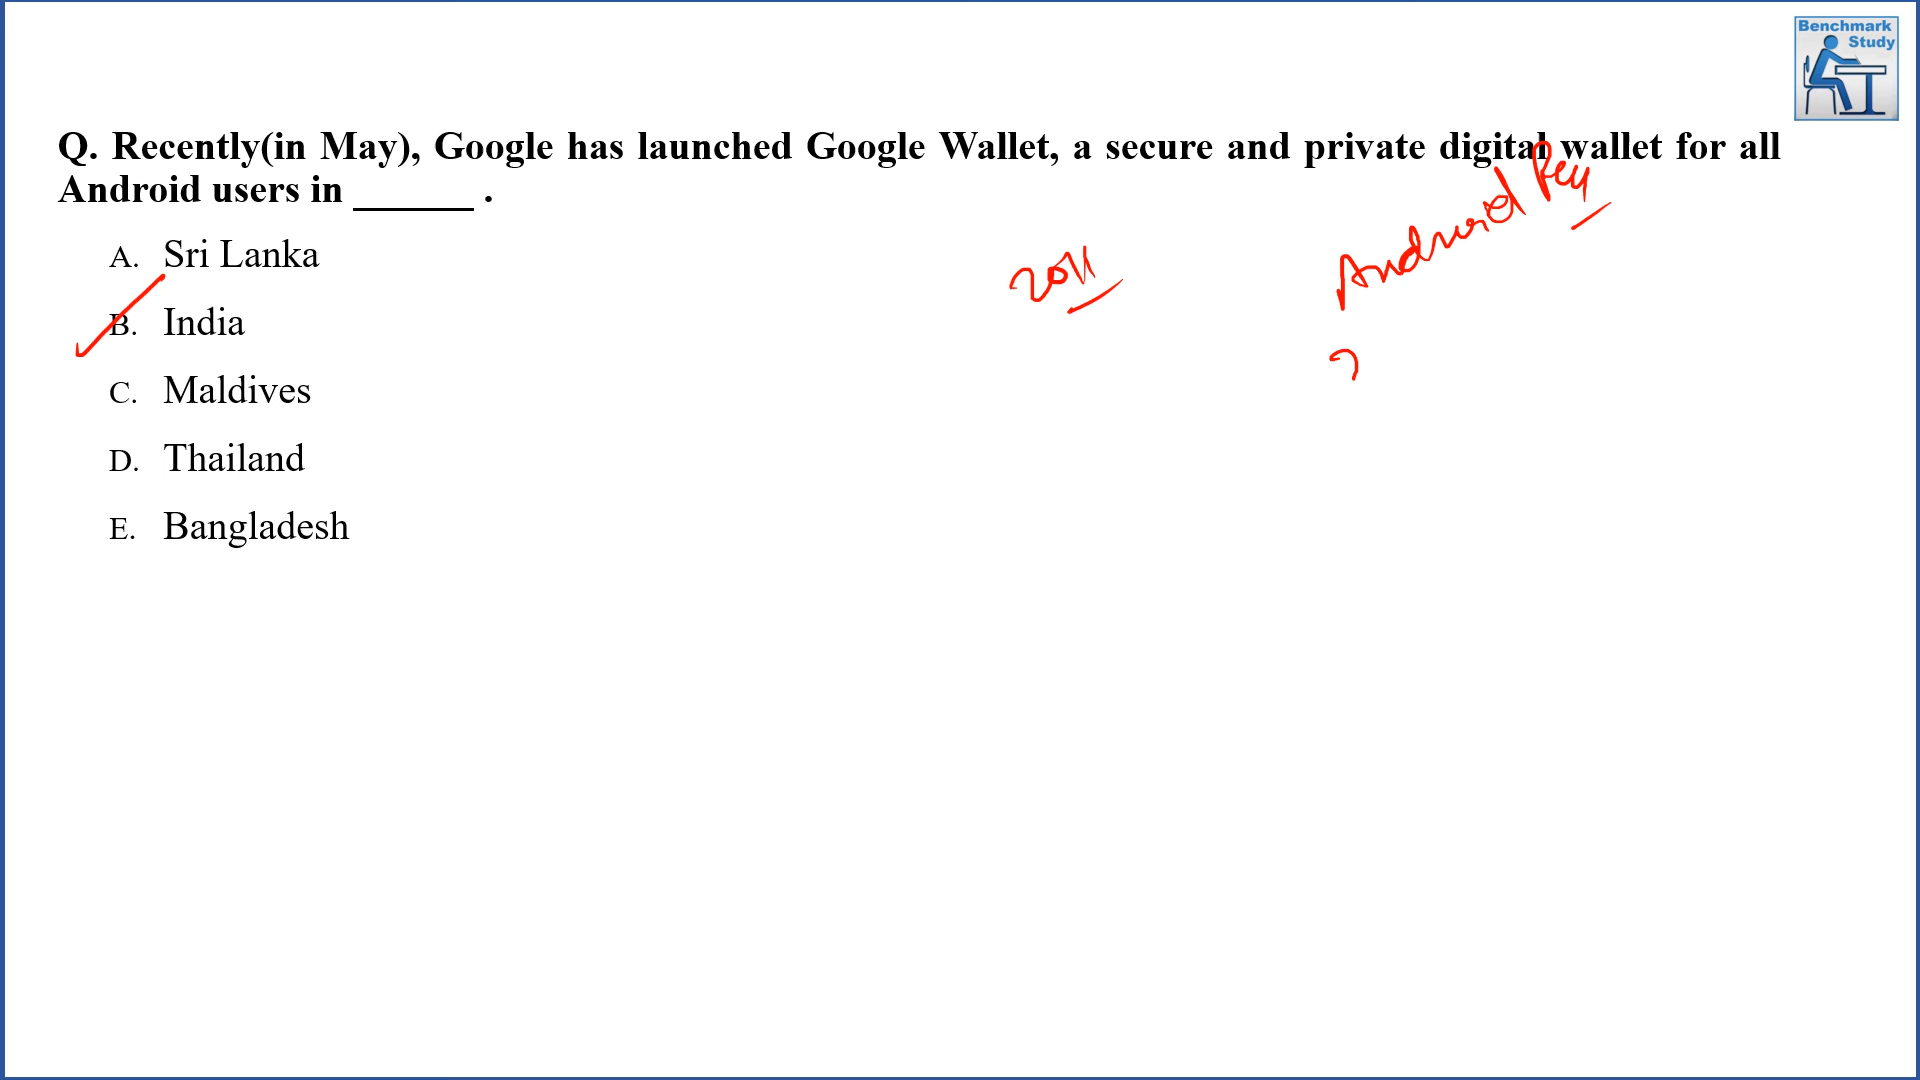 Benchmark
Study
Q. Recently(in May), Google has launched Google Wallet, a secure and private digital wallet for all
Android users in ______ .
A. Sri Lanka
B. India
C. Maldives
D. Thailand
E. Bangladesh
2011
Android Pay
2